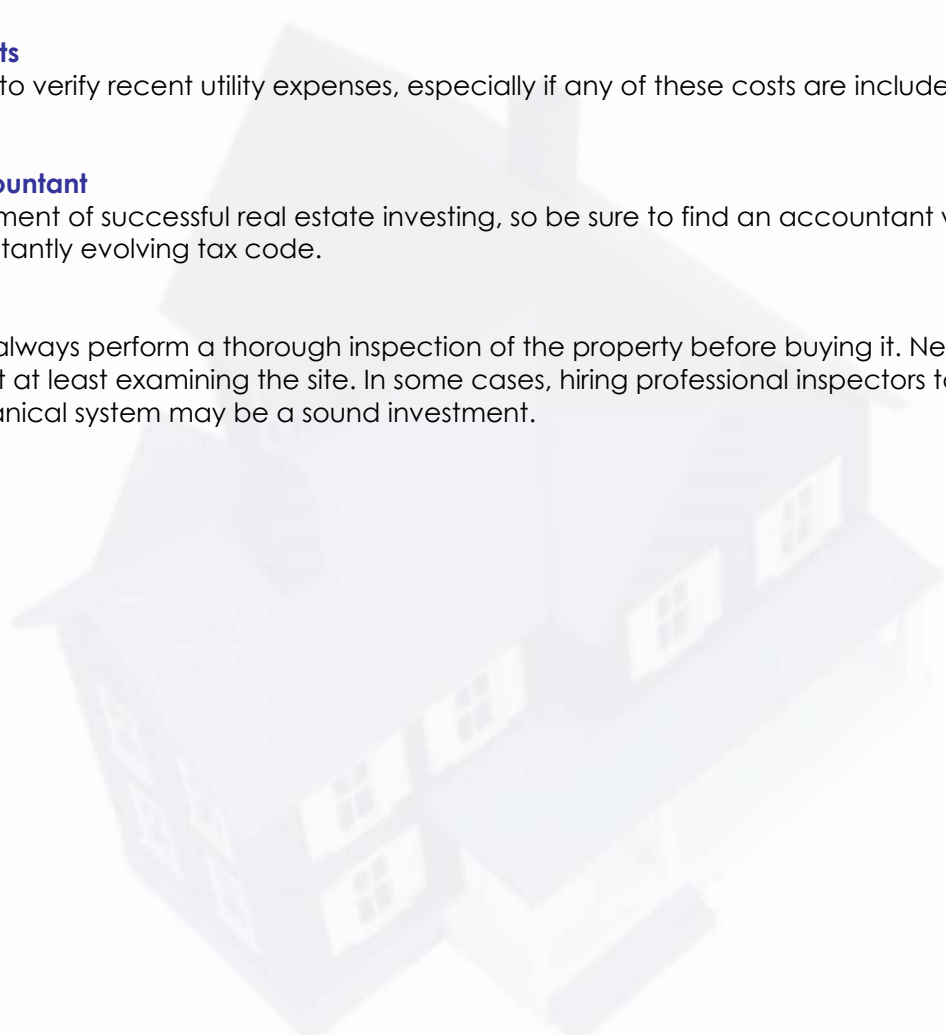 ts
to verify recent utility expenses, especially if any of these costs are include
ountant
ment of successful real estate investing, so be sure to find an accountant
tantly evolving tax code.
always perform a thorough inspection of the property before buying it. Ne
t at least examining the site. In some cases, hiring professional inspectors to
anical system may be a sound investment.